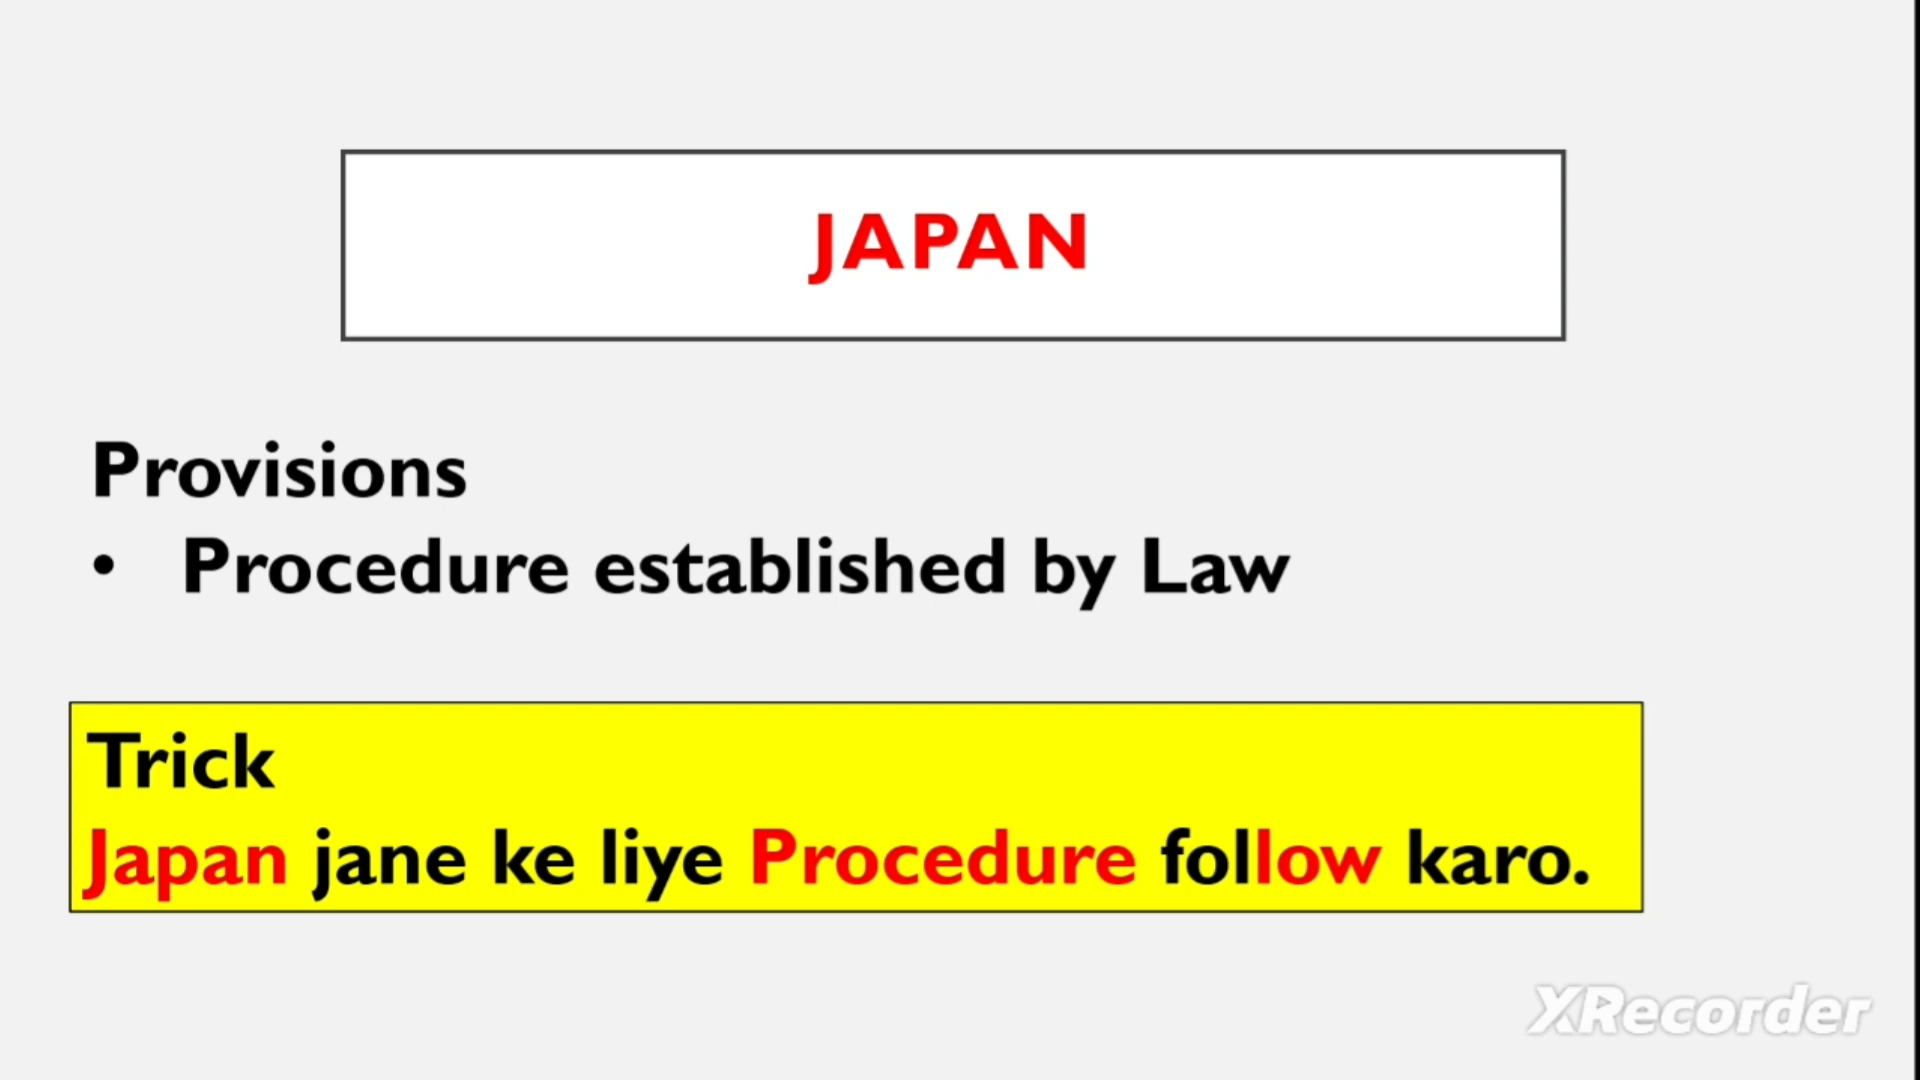 JAPAN
Provisions
• Procedure established by Law
Trick
Japan jane ke liye Procedure follow karo.
XRecorder